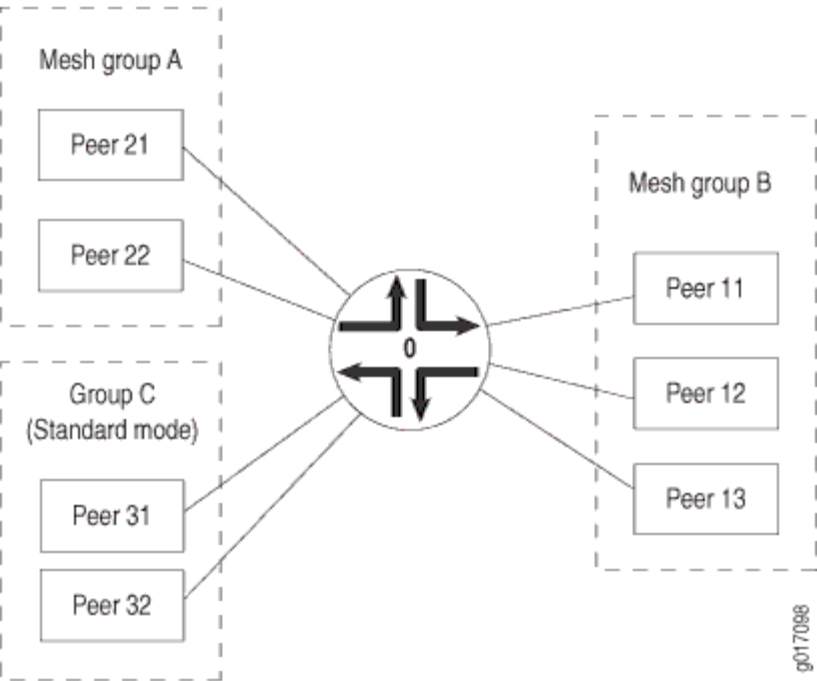 Mesh group A
Peer 21
Peer 22
Group C
(Standard mode)
Peer 31
Peer 32
0
Mesh group B
Peer 11
Peer 12
Peer 13
g017098